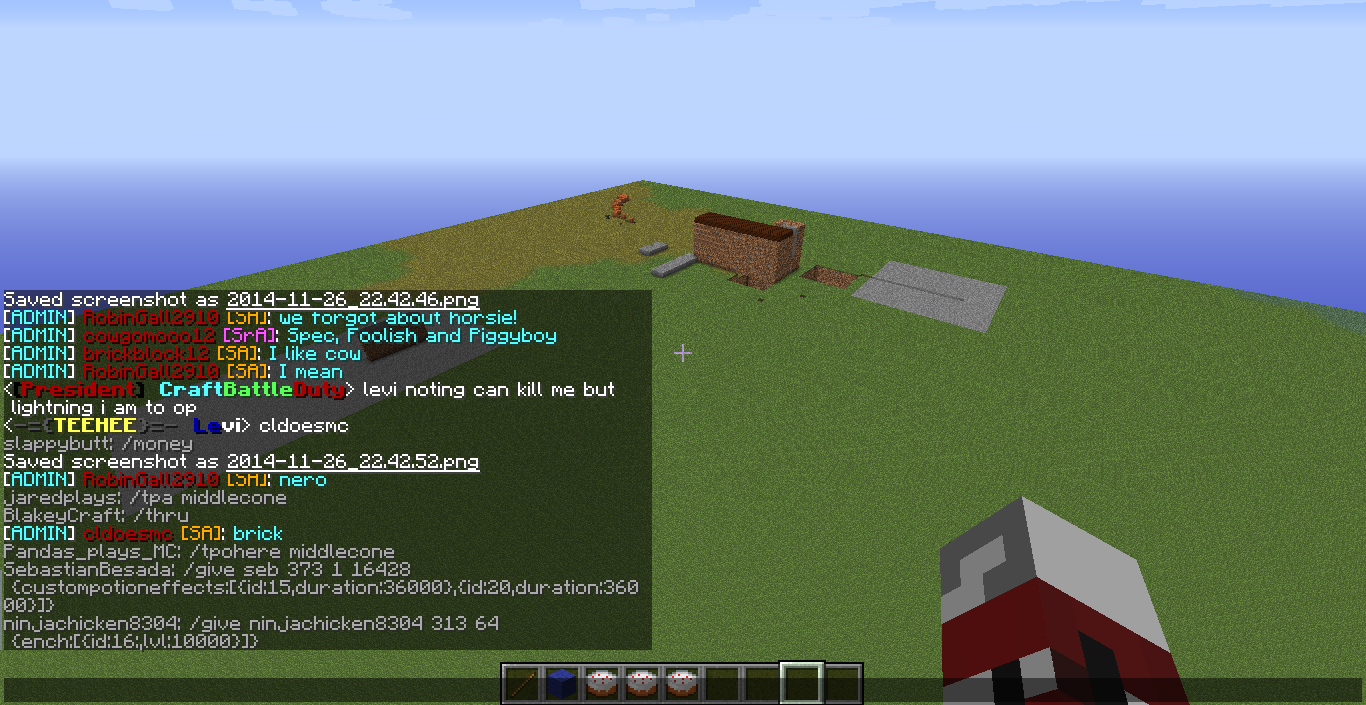 Saved screenshot as 2014-11-26_22.42.46.png
[ADMIN] RobinGall2910 [SA]: we forgot about horsie!
[ADMIN] cowgomooo12 [SrA]: Spec, Foolish and Piggyboy
[ADMIN] brickblock12 [SA]: I like cow
[ADMIN] RobinGall2910 [SA]: I mean
<[President] CraftBattleDuty> levi noting can kill me but
lightning i am to op
<-={TEEHEE}=- Levi> cldoesmc
slappybutt: /money
Saved screenshot as 2014-11-26_22.42.52.png
[ADMIN] RobinGall2910 [SA]: nero
jaredplays: /tpa middlecone
BlakeyCraft: /thru
[ADMIN] cldoesmc [SA]: brick
Pandas_plays_MC: /tpohere middlecone
SebastianBesada: /give seb 373 1 16428
{custompotioneffects:[{id:15,duration:36000},{id:20,duration:360
00}]}
ninjachicken8304: /give ninjachicken8304 313 64
{ench:[{id:16,lvl:10000}]}